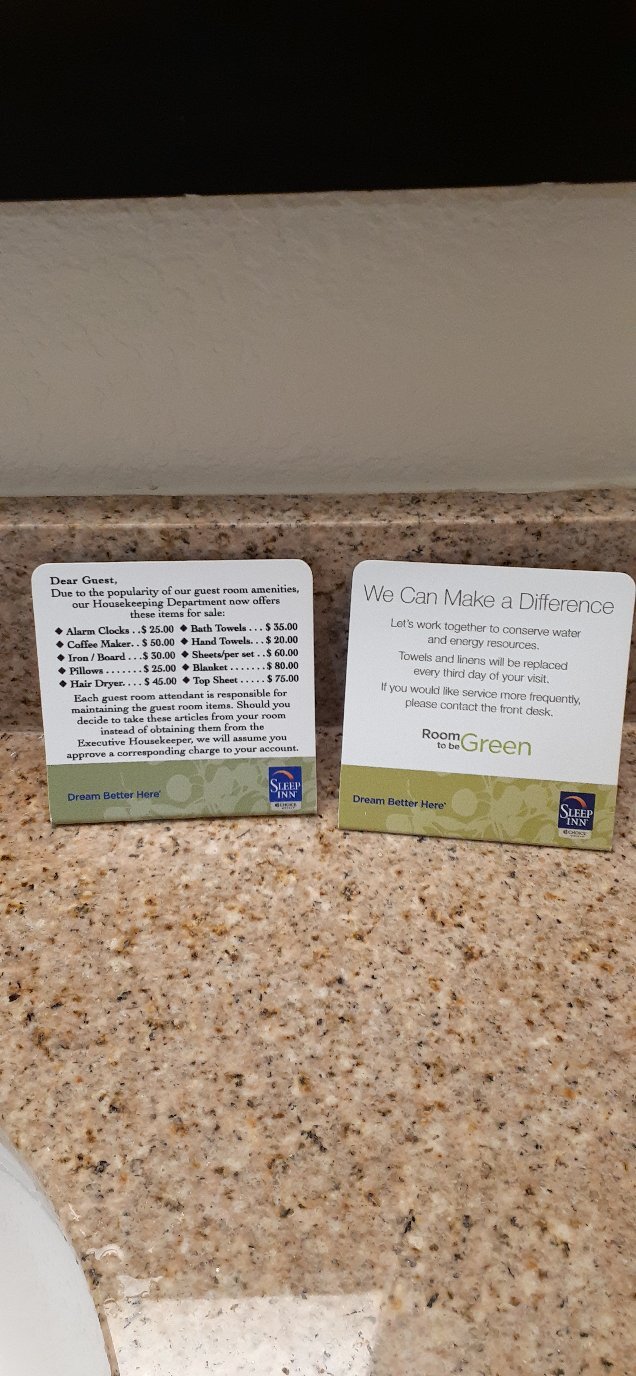 Dear Guest,
Due to the popularity of our guest room amenities,
our Housekeeping Department now offers
these items for sale:
◆ Alarm Clocks . . $ 25.00 ◆ Bath Towels . . . $ 35.00
◆ Coffee Maker. . $ 50.00 ◆ Hand Towels. . . $ 20.00
◆ Iron / Board . . . $ 30.00 ◆ Sheets/per set . . $ 60.00
◆ Pillows . . . . . . . $ 25.00 ◆ Blanket . . . . . . . $ 80.00
◆ Hair Dryer. . . . $ 45.00 ◆ Top Sheet . . . . . $ 75.00
Each guest room attendant is responsible for
maintaining the guest room items. Should you
decide to take these articles from your room
instead of obtaining them from the
Executive Housekeeper, we will assume you
approve a corresponding charge to your account.
Dream Better Here®
SLEEP
INN
CHOICE
We Can Make a Difference
Let's work together to conserve water
and energy resources.
Towels and linens will be replaced
every third day of your visit.
If you would like service more frequently,
please contact the front desk.
Room
to be Green
Dream Better Here®
SLEEP
INN
CHOICE